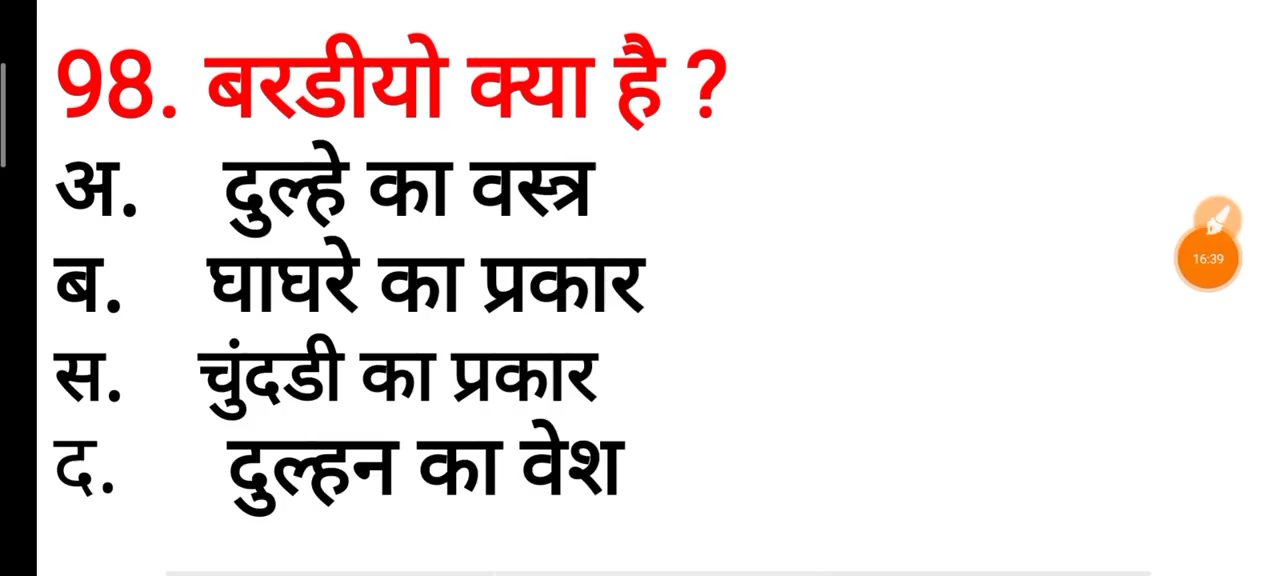 98. बरडीयो क्या है ?
अ. दुल्हे का वस्त्र
ब. घाघरे का प्रकार
स. चुंदडी का प्रकार
द. दुल्हन का वेश
16:39